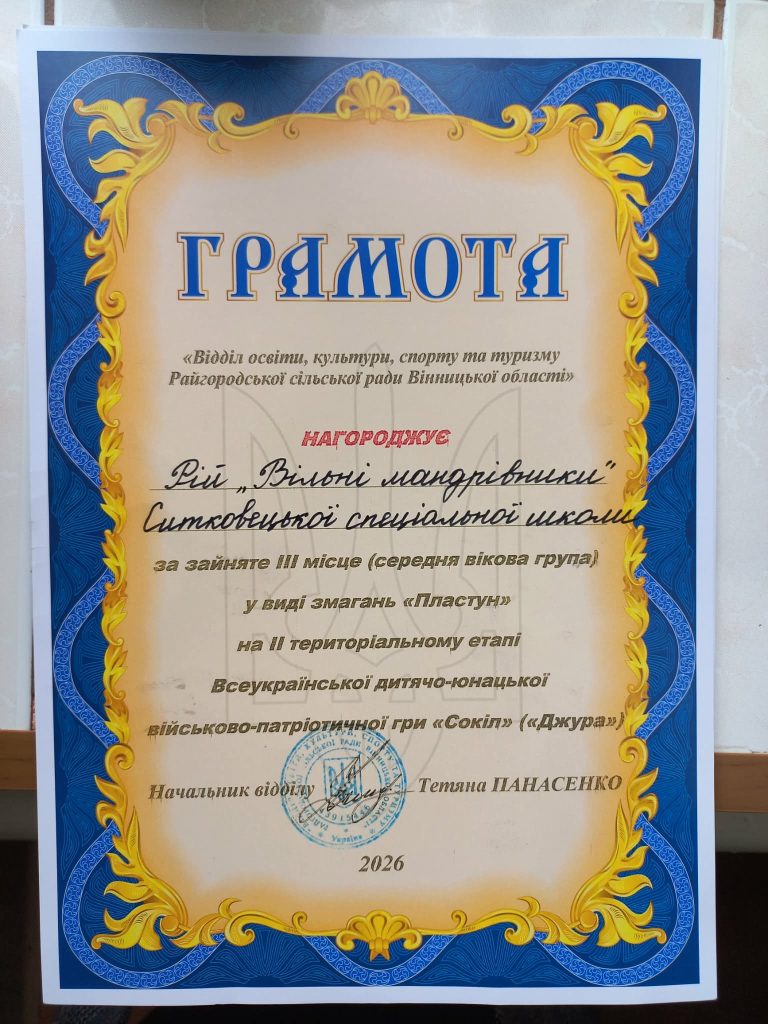 ГРАМОТА
«Відділ освіти, культури, спорту та туризму
Райгородської сільської ради Вінницької області»
НАГОРОДЖУЄ
Рій „Вільні мандрівники"
Ситковецької спеціальної школи
за зайняте III місце (середня вікова група)
у виді змагань «Пластун»
на II територіальному етапі
Всеукраїнської дитячо-юнацької
військово-патріотичної гри «Сокіл» («Джура»)
Начальник відділу Тетяна ПАНАСЕНКО
Україна
2026